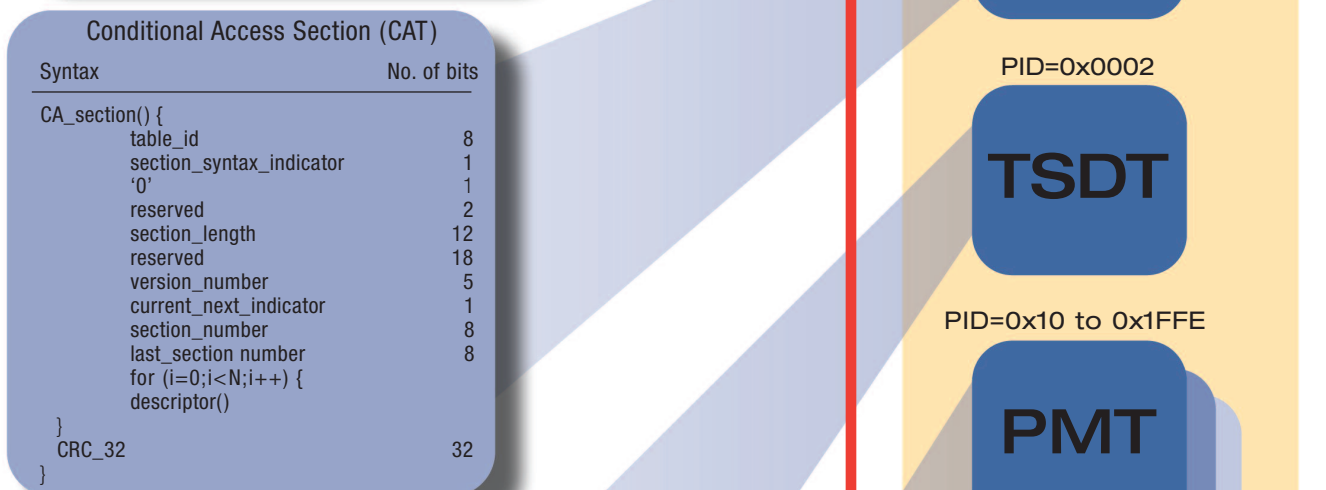 Conditional Access Section (CAT)
Syntax No. of bits
CA_section() {
table_id 8
section_syntax_indicator 1
‘0’ 1
reserved 2
section_length 12
reserved 18
version_number 5
current_next_indicator 1
section_number 8
last_section number 8
for (i=0;i<N;i++) {
descriptor()
}
CRC_32 32
}
PID=0x0002
TSDT
PID=0x10 to 0x1FFE
PMT